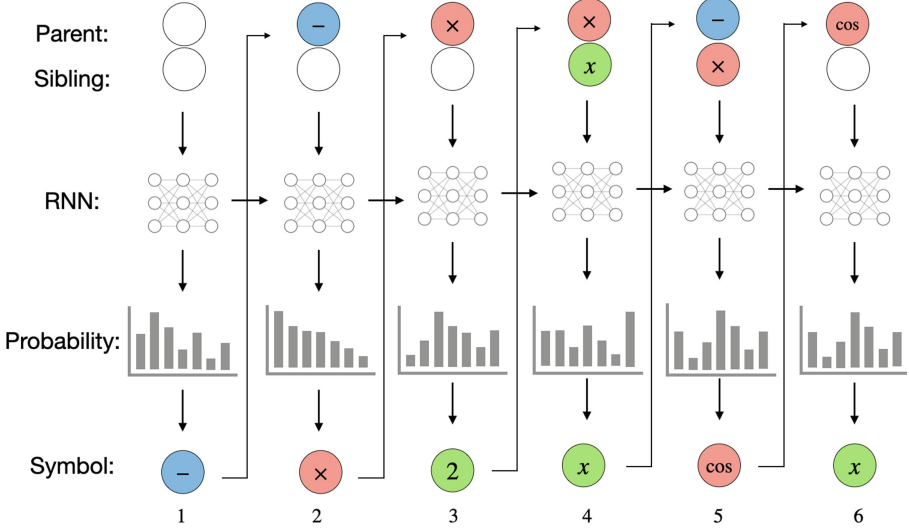 Parent: − × × − cos
Sibling: x ×
RNN:
Probability:
Symbol: − × 2 x cos x
1 2 3 4 5 6